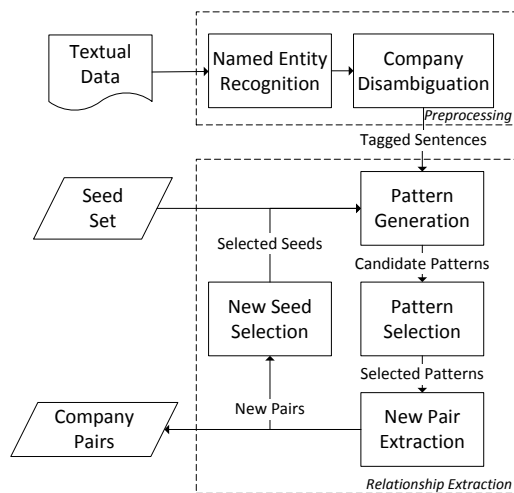 Textual
Data
Named Entity
Recognition
Company
Disambiguation
Preprocessing
Tagged Sentences
Seed
Set
Pattern
Generation
Selected Seeds
Candidate Patterns
New Seed
Selection
Pattern
Selection
Selected Patterns
New Pairs
Company
Pairs
New Pair
Extraction
Relationship Extraction